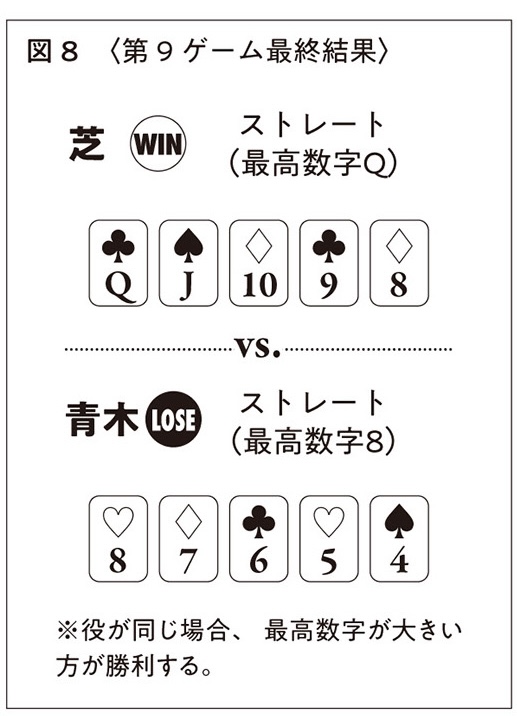 図8 〈第9ゲーム最終結果〉
芝 WIN ストレート
(最高数字Q)
♣Q ♠J ♢10 ♣9 ♢8
vs.
青木 LOSE ストレート
(最高数字8)
♡8 ♢7 ♣6 ♡5 ♠4
※役が同じ場合、 最高数字が大きい
方が勝利する。